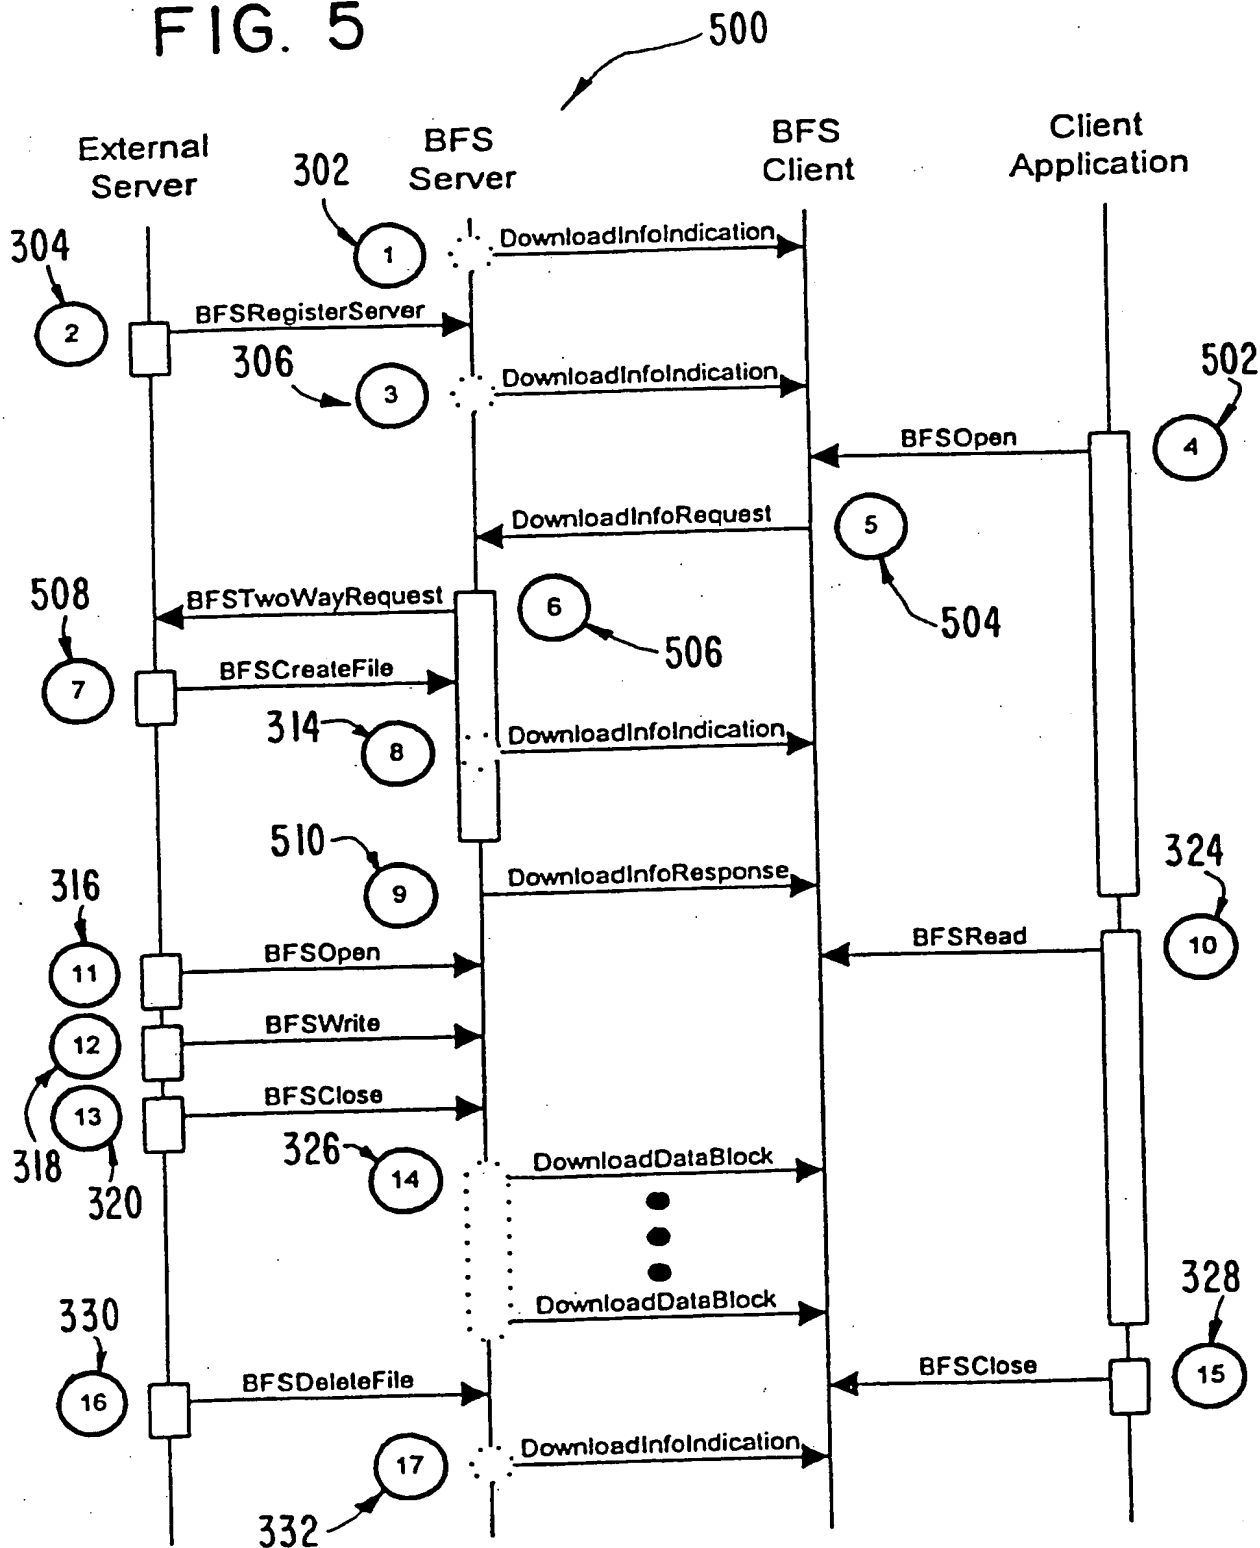 FIG. 5
500
External
Server
BFS
Server
BFS
Client
Client
Application
302
1
DownloadInfoIndication
304
2
BFSRegisterServer
306
3
DownloadInfoIndication
502
BFSOpen
4
DownloadInfoRequest
5
504
508
BFSTwoWayRequest
6
506
7
BFSCreateFile
314
8
DownloadInfoIndication
510
9
DownloadInfoResponse
324
BFSRead
10
316
11
BFSOpen
12
BFSWrite
318
13
BFSClose
320
326
14
DownloadDataBlock
DownloadDataBlock
328
BFSClose
15
330
16
BFSDeleteFile
17
DownloadInfoIndication
332